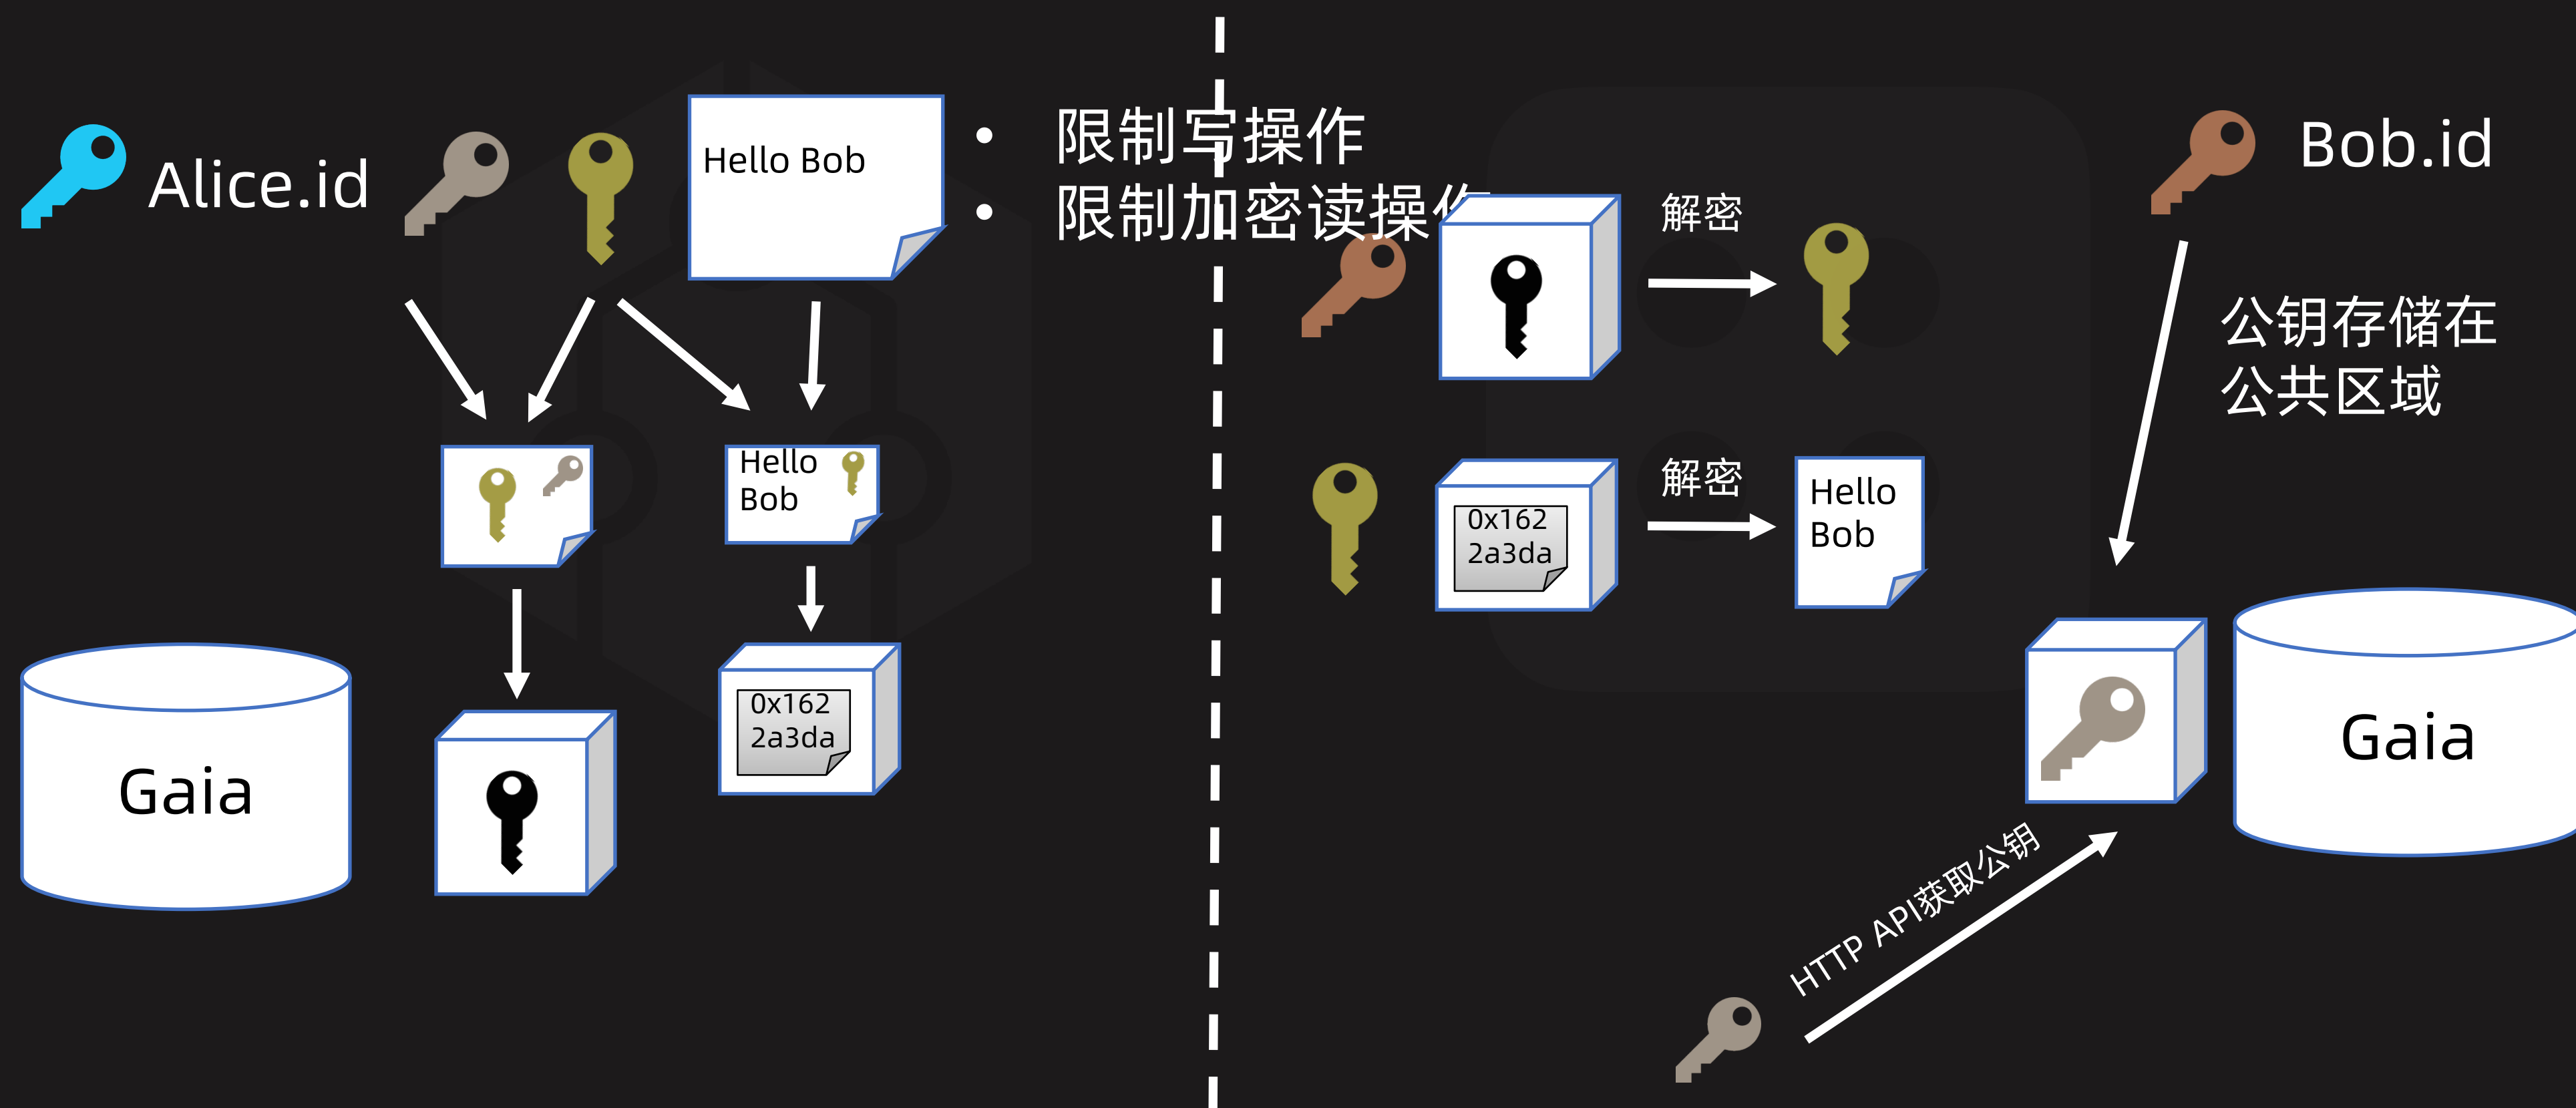 Alice.id
Hello Bob
限制写操作
限制加密读操作
解密
Bob.id
公钥存储在
公共区域
Hello
Bob
解密
0x162
2a3da
Hello
Bob
0x162
2a3da
Gaia
Gaia
HTTP API获取公钥